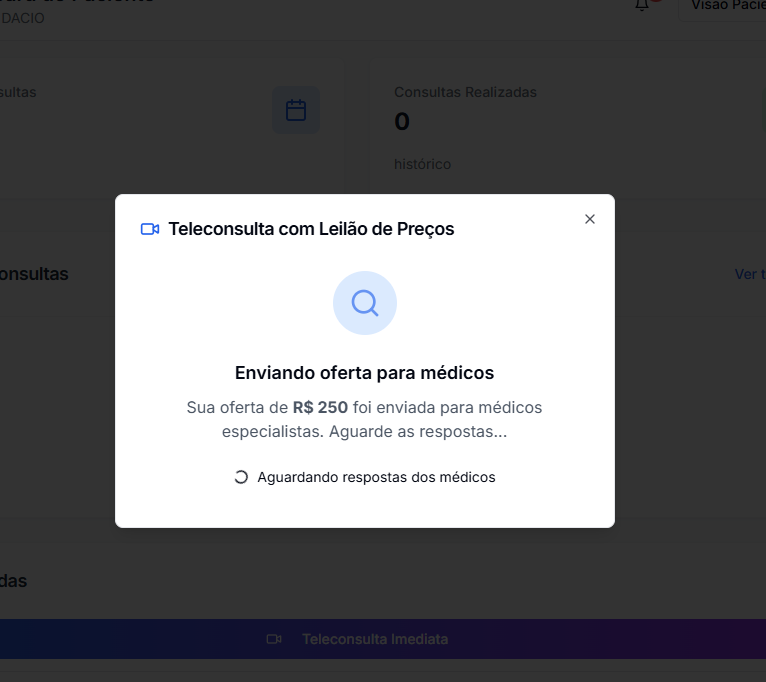 DACIO
Visão Pacie
sultas
Consultas Realizadas
0
histórico
Teleconsulta com Leilão de Preços
onsultas
Ver t
Enviando oferta para médicos
Sua oferta de R$ 250 foi enviada para médicos
especialistas. Aguarde as respostas...
Aguardando respostas dos médicos
das
Teleconsulta Imediata